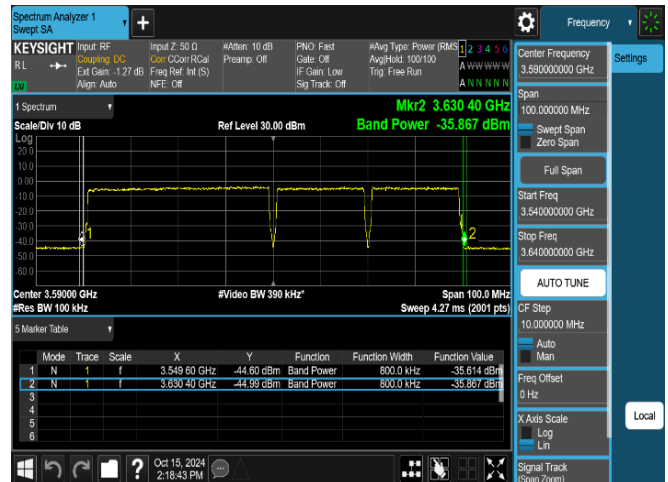 Spectrum Analyzer 1
Swept SA
+
Frequency
KEYSIGHT
RL
Input: RF
Coupling: DC
Ext Gain: -1.27 dB
Align: Auto
Input Z: 50 Ω
Corr CCorr RCal
Freq Ref: Int (S)
NFE: Off
#Atten: 10 dB
Preamp: Off
PNO: Fast
Gate: Off
IF Gain: Low
Sig Track: Off
#Avg Type: Power (RMS)
Avg|Hold: 100/100
Trig: Free Run
1 2 3 4 5 6
A W W W W W
A N N N N N
1 Spectrum
Scale/Div 10 dB
Ref Level 30.00 dBm
Mkr2 3.630 40 GHz
Band Power -35.867 dBm
Log
20.0
10.0
0.00
-10.0
-20.0
-30.0
-40.0
-50.0
-60.0
1
2
Center 3.59000 GHz
#Res BW 100 kHz
#Video BW 390 kHz*
Span 100.0 MHz
Sweep 4.27 ms (2001 pts)
5 Marker Table
Mode Trace Scale X Y Function Function Width Function Value
1 N 1 f 3.549 60 GHz -44.60 dBm Band Power 800.0 kHz -35.614 dBm
2 N 1 f 3.630 40 GHz -44.99 dBm Band Power 800.0 kHz -35.867 dBm
3
4
5
6
?
Oct 15, 2024
2:18:43 PM
Center Frequency
3.590000000 GHz
Settings
Span
100.000000 MHz
Swept Span
Zero Span
Full Span
Start Freq
3.540000000 GHz
Stop Freq
3.640000000 GHz
AUTO TUNE
CF Step
10.000000 MHz
Auto
Man
Freq Offset
0 Hz
X Axis Scale
Log
Lin
Local
Signal Track
(Span Zoom)